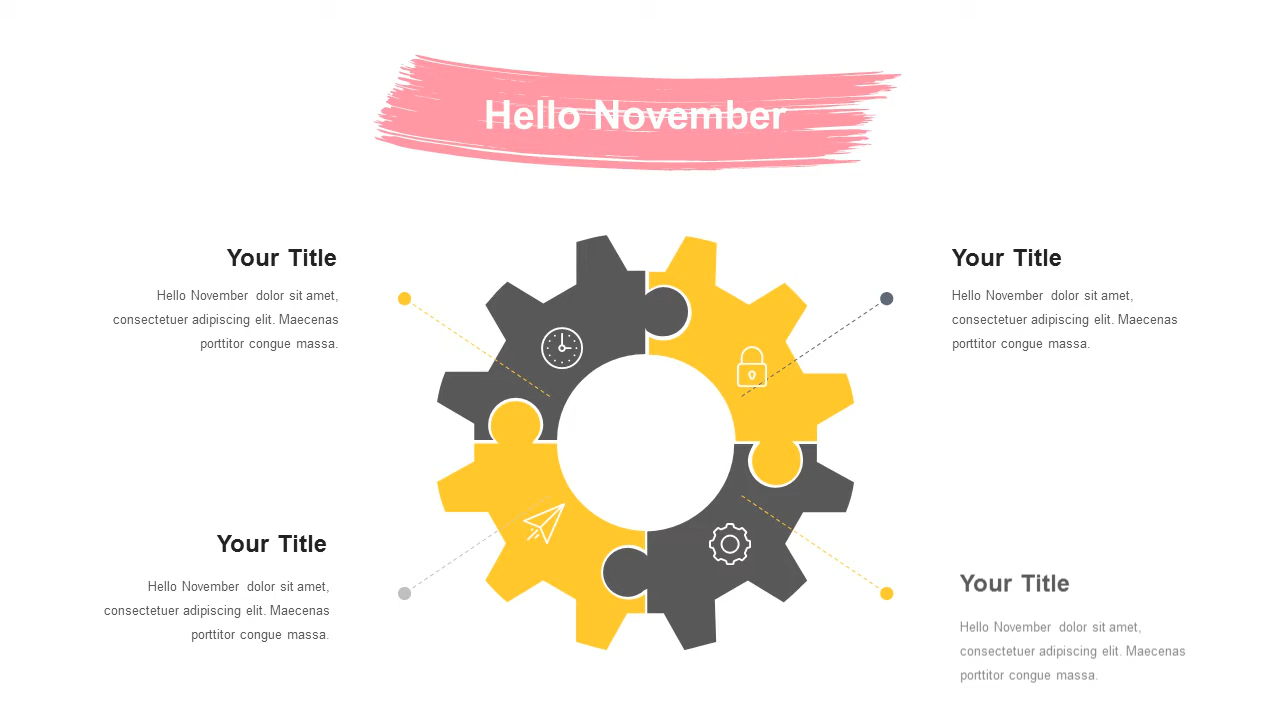 Hello November
Your Title
Hello November dolor sit amet,
consectetuer adipiscing elit. Maecenas
porttitor congue massa.
Your Title
Hello November dolor sit amet,
consectetuer adipiscing elit. Maecenas
porttitor congue massa.
Your Title
Hello November dolor sit amet,
consectetuer adipiscing elit. Maecenas
porttitor congue massa.
Your Title
Hello November dolor sit amet,
consectetuer adipiscing elit. Maecenas
porttitor congue massa.